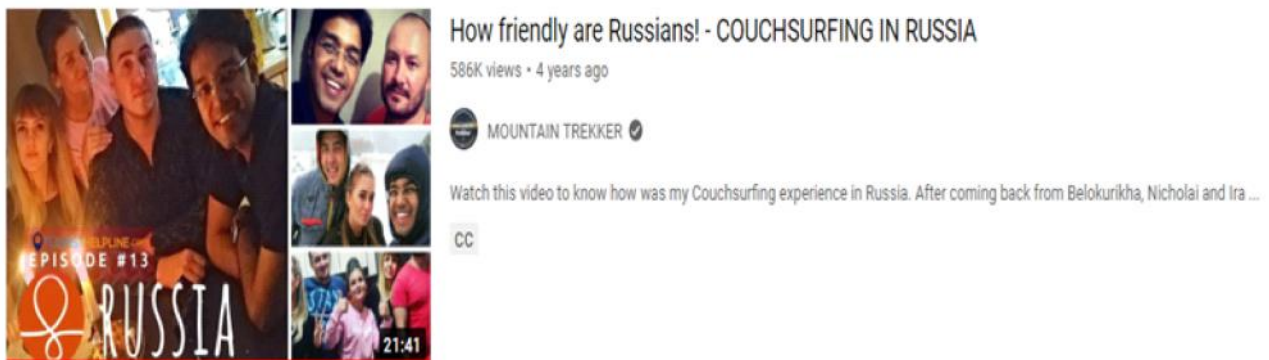 How friendly are Russians! - COUCHSURFING IN RUSSIA
586K views • 4 years ago
MOUNTAIN TREKKER
Watch this video to know how was my Couchsurfing experience in Russia. After coming back from Belokurikha, Nicholai and Ira ...
CC
EPISODE #13
RUSSIA
21:41